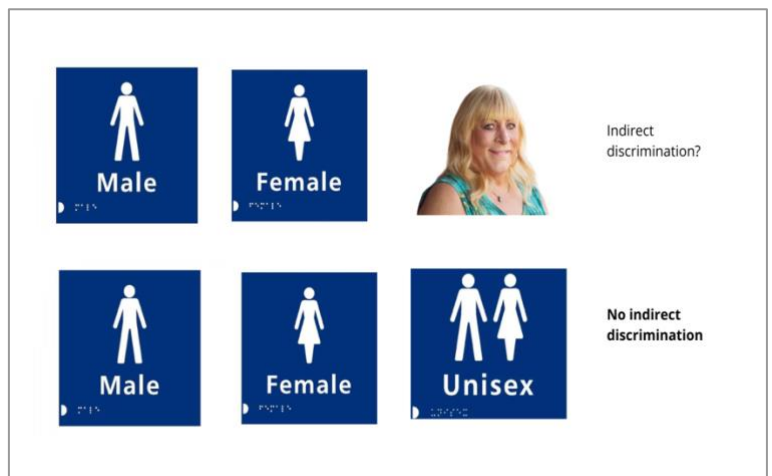 Male
Female
Indirect
discrimination?
Male
Female
Unisex
No indirect
discrimination